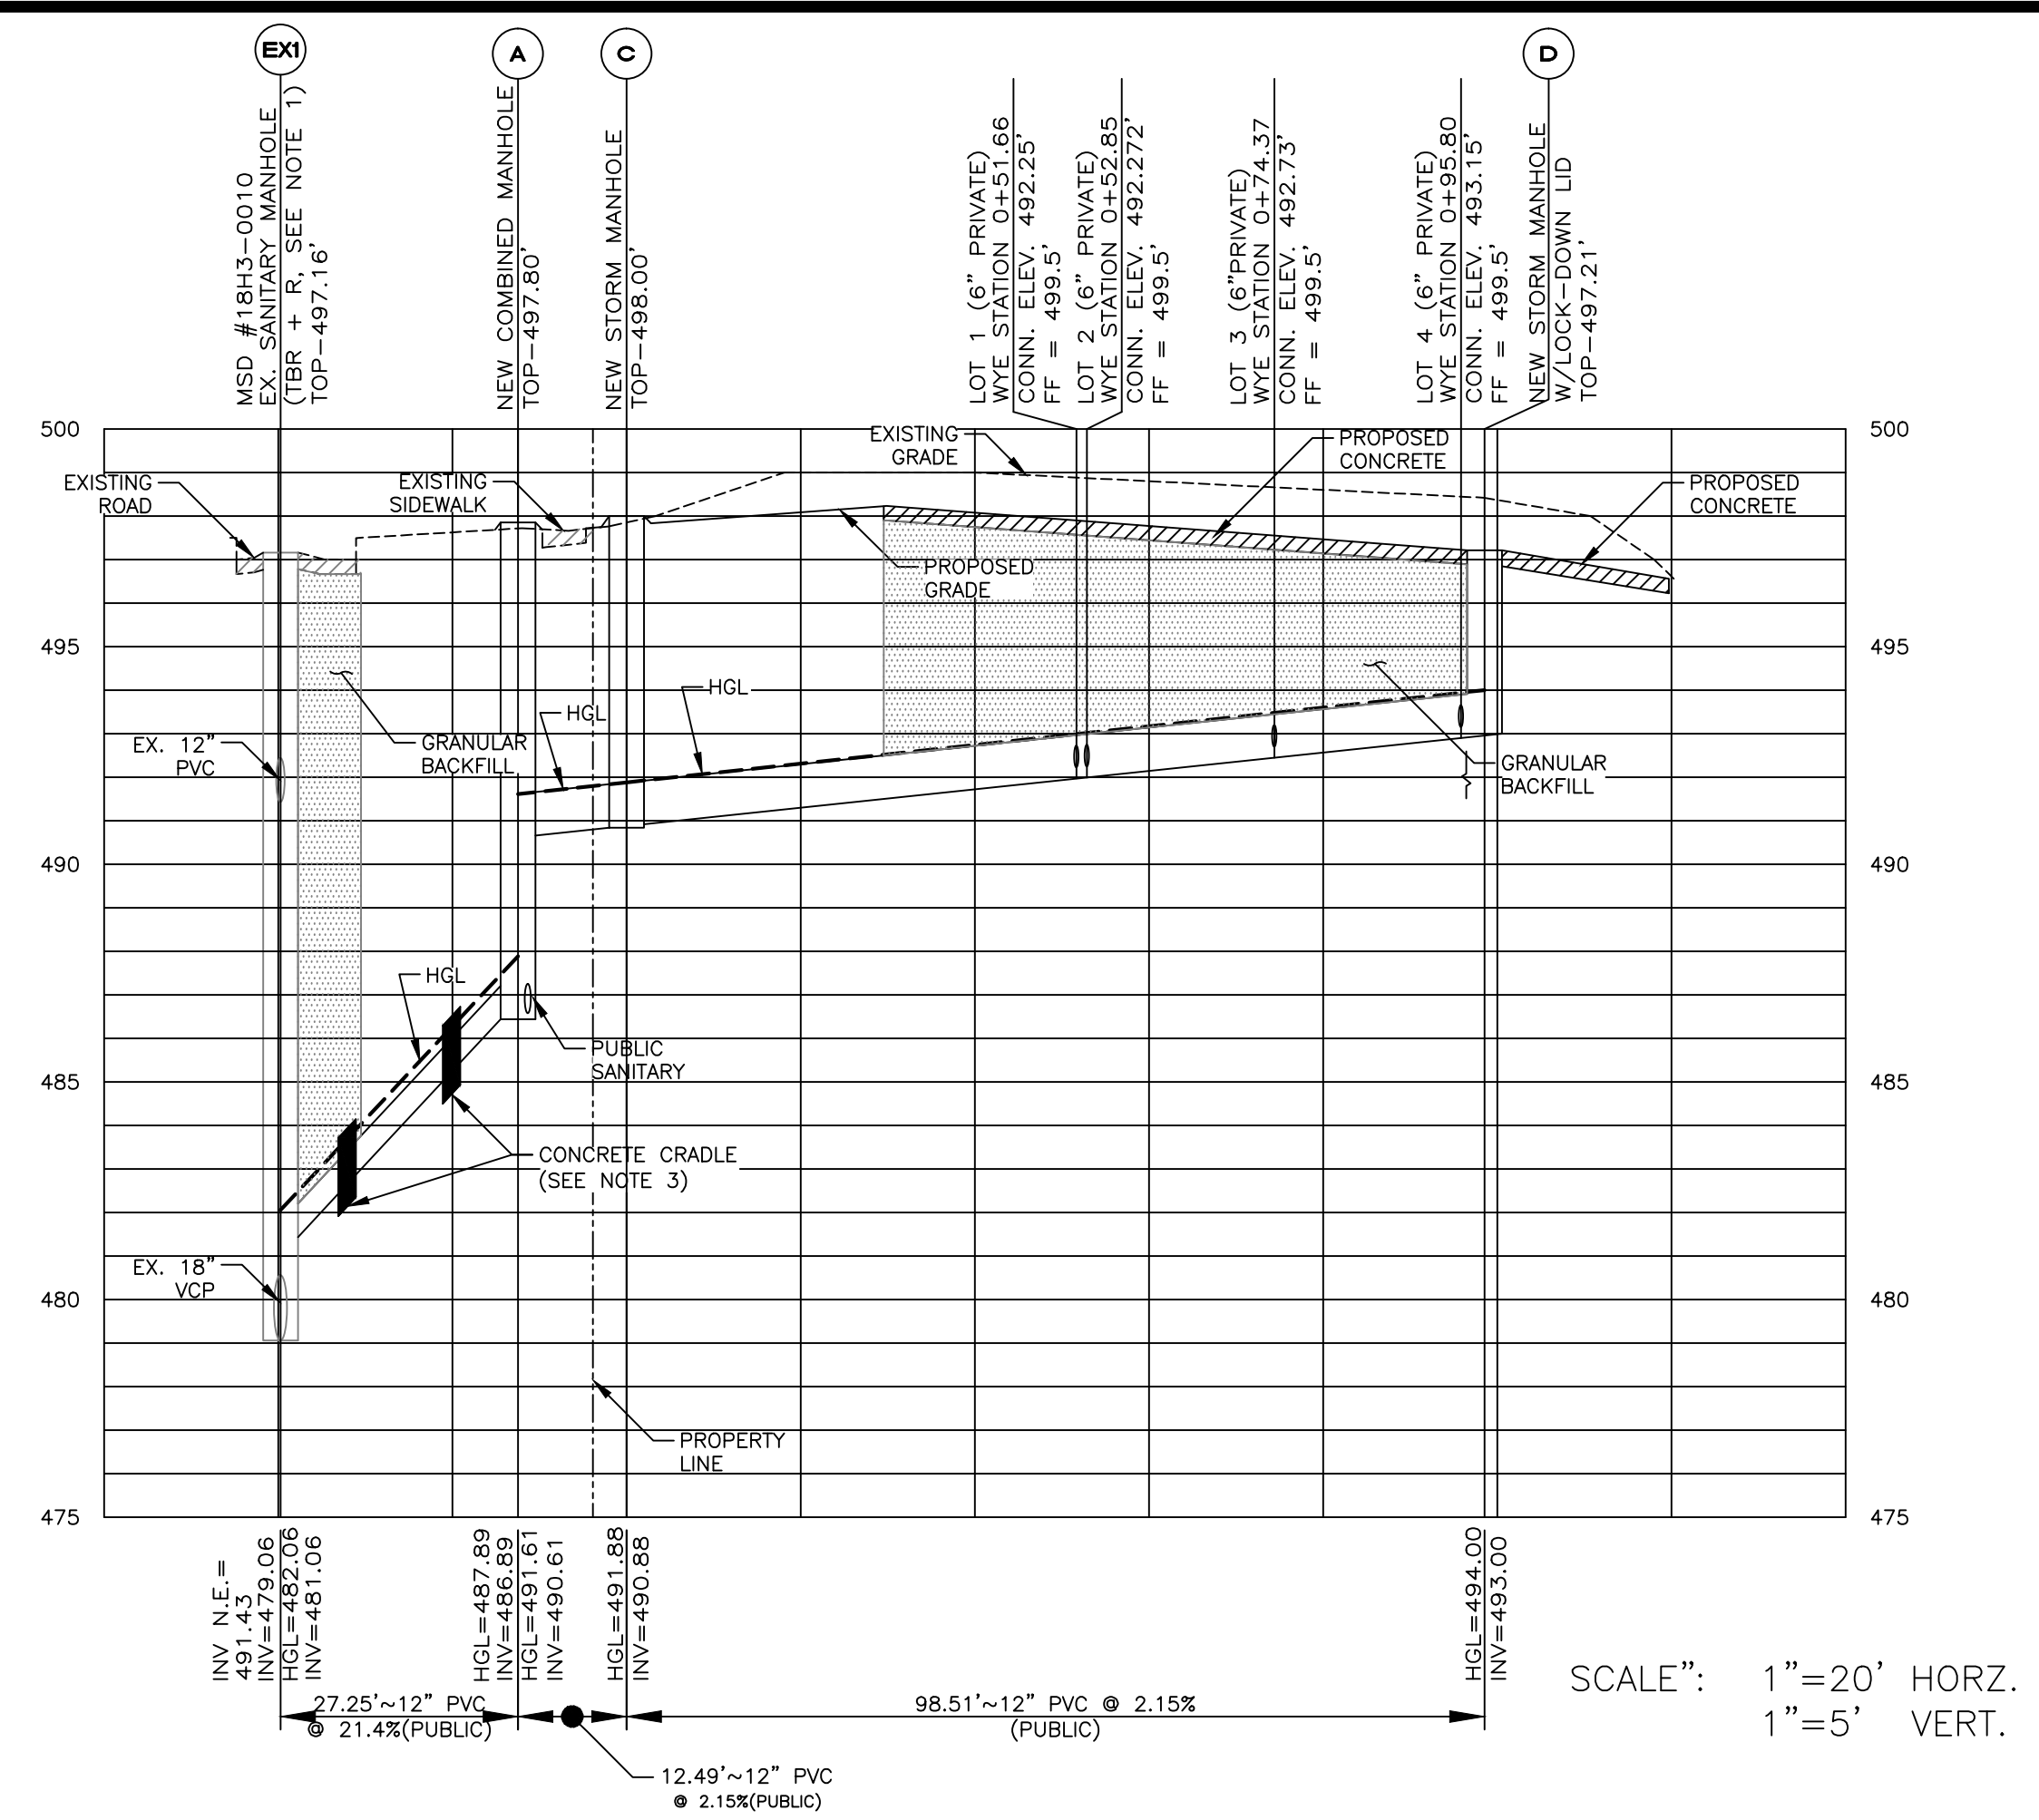 EX1
A
C
D
MSD #18H3-0010
EX. SANITARY MANHOLE
(TBR + R, SEE NOTE 1)
TOP-497.16'
NEW COMBINED MANHOLE
TOP-497.80'
NEW STORM MANHOLE
TOP-498.00'
LOT 1 (6" PRIVATE)
WYE STATION 0+51.66
CONN. ELEV. 492.25'
FF = 499.5'
LOT 2 (6" PRIVATE)
WYE STATION 0+52.85
CONN. ELEV. 492.272'
FF = 499.5'
LOT 3 (6"PRIVATE)
WYE STATION 0+74.37
CONN. ELEV. 492.73'
FF = 499.5'
LOT 4 (6" PRIVATE)
WYE STATION 0+95.80
CONN. ELEV. 493.15'
FF = 499.5'
NEW STORM MANHOLE
W/LOCK-DOWN LID
TOP-497.21'
500
500
EXISTING
ROAD
EXISTING
SIDEWALK
EXISTING
GRADE
PROPOSED
CONCRETE
PROPOSED
CONCRETE
PROPOSED
GRADE
495
495
HGL
HGL
EX. 12"
PVC
GRANULAR
BACKFILL
GRANULAR
BACKFILL
490
490
HGL
PUBLIC
SANITARY
485
485
CONCRETE CRADLE
(SEE NOTE 3)
EX. 18"
VCP
480
480
PROPERTY
LINE
475
475
INV N.E.=
491.43
INV=479.06
HGL=482.06
INV=481.06
HGL=487.89
INV=486.89
HGL=491.61
INV=490.61
HGL=491.88
INV=490.88
HGL=494.00
INV=493.00
27.25'~12" PVC
@ 21.4%(PUBLIC)
98.51'~12" PVC @ 2.15%
(PUBLIC)
12.49'~12" PVC
@ 2.15%(PUBLIC)
SCALE": 1"=20' HORZ.
1"=5' VERT.